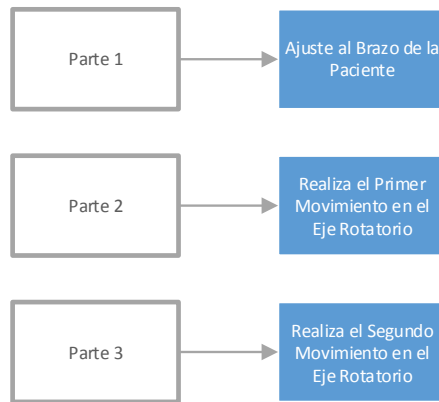 Parte 1
Ajuste al Brazo de la
Paciente
Parte 2
Realiza el Primer
Movimiento en el
Eje Rotatorio
Parte 3
Realiza el Segundo
Movimiento en el
Eje Rotatorio